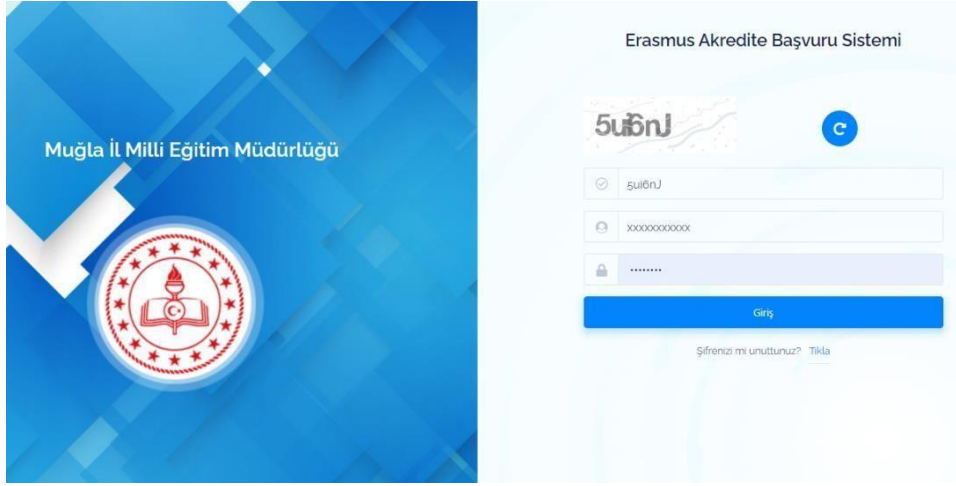 Muğla İl Milli Eğitim Müdürlüğü
Erasmus Akredite Başvuru Sistemi
5ui6nJ
5ui6nJ
xxxxxxxxxxx
••••••••
Giriş
Şifrenizi mi unuttunuz? Tıkla